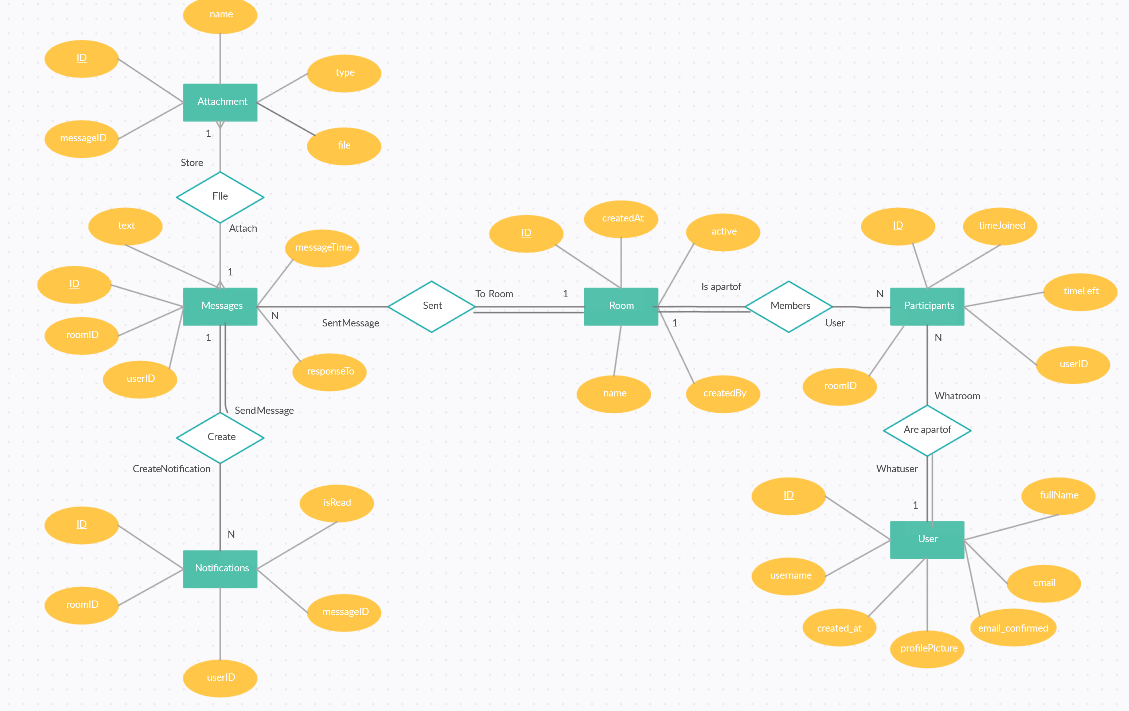 name
ID
type
Attachment
messageID
file
1
Store
FIle
Attach
text
messageTime
1
ID
Messages
N
SentMessage
roomID
1
userID
responseTo
Sent
To Room
1
ID
createdAt
active
Room
Is apartof
1
name
createdBy
Members
User
N
ID
timeJoined
timeLeft
Participants
roomID
userID
N
Whatroom
Are apartof
Whatuser
1
SendMessage
Create
CreateNotification
N
ID
isRead
Notifications
roomID
messageID
userID
ID
fullName
User
username
email
created_at
email_confirmed
profilePicture